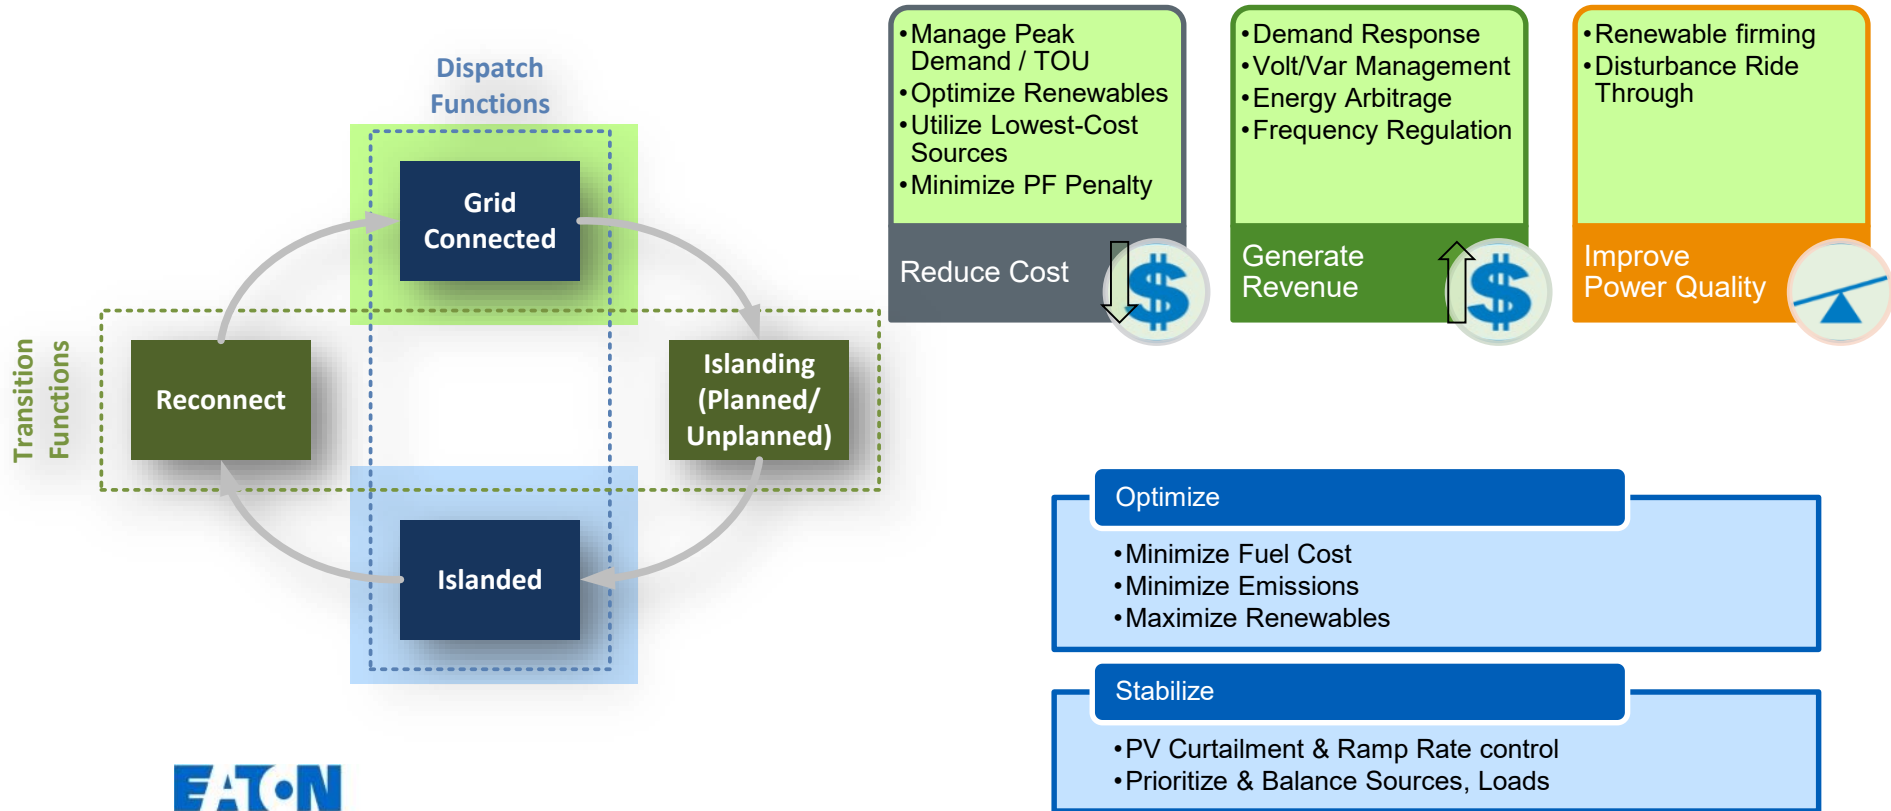 Dispatch
Functions
Grid
Connected
Transition
Functions
Reconnect
Islanding
(Planned/
Unplanned)
Islanded
•Manage Peak
Demand / TOU
•Optimize Renewables
•Utilize Lowest-Cost
Sources
•Minimize PF Penalty
Reduce Cost
$
•Demand Response
•Volt/Var Management
•Energy Arbitrage
•Frequency Regulation
Generate
Revenue
$
•Renewable firming
•Disturbance Ride
Through
Improve
Power Quality
Optimize
•Minimize Fuel Cost
•Minimize Emissions
•Maximize Renewables
Stabilize
•PV Curtailment & Ramp Rate control
•Prioritize & Balance Sources, Loads
EATON